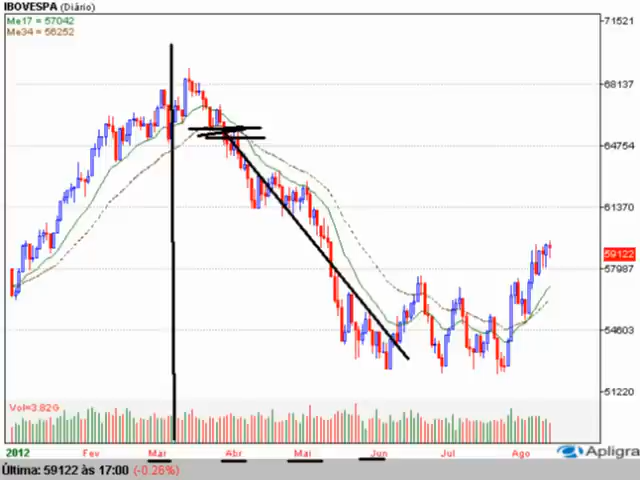 IBOVESPA (Diário)
Me17 = 57042
Me34 = 56252
71521
68137
64754
61370
59122
57987
54603
51220
Vol=3.82G
2012 Fev Mar Abr Mai Jun Jul Ago
Apligra
Última: 59122 às 17:00 (-0.26%)